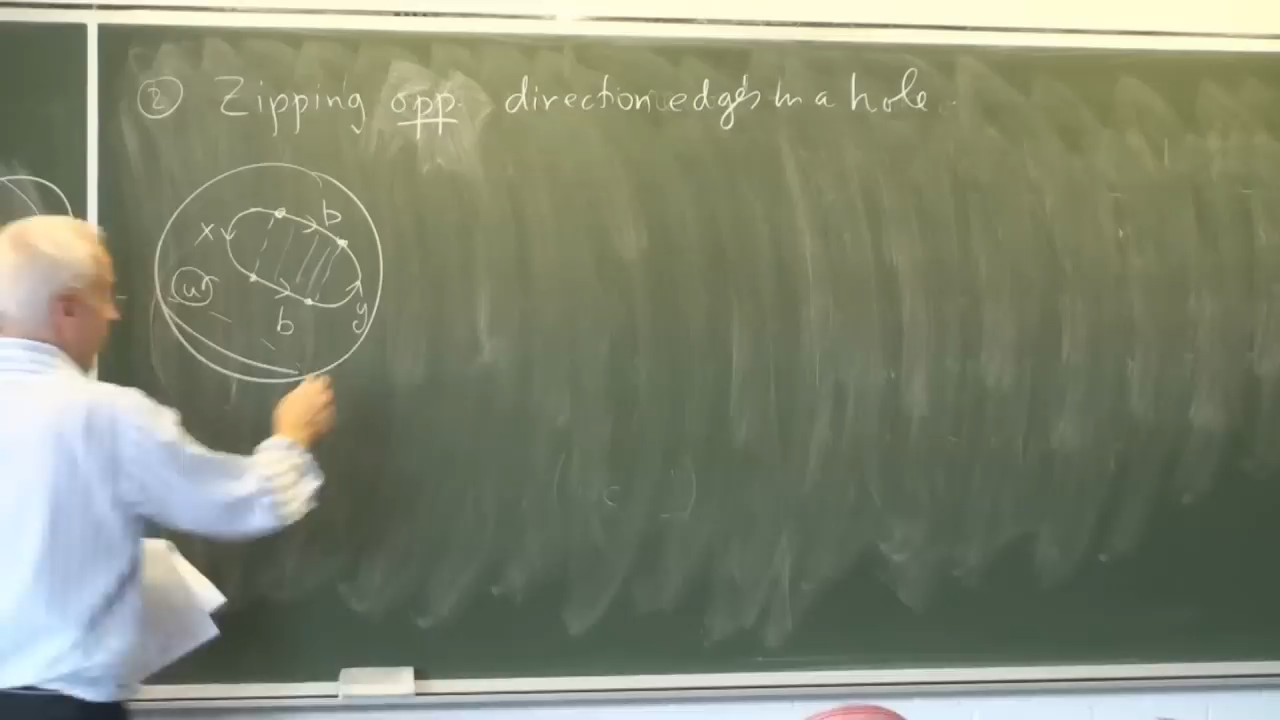 ② Zipping opp. direction edges in a hole.
b
x
w
b
y